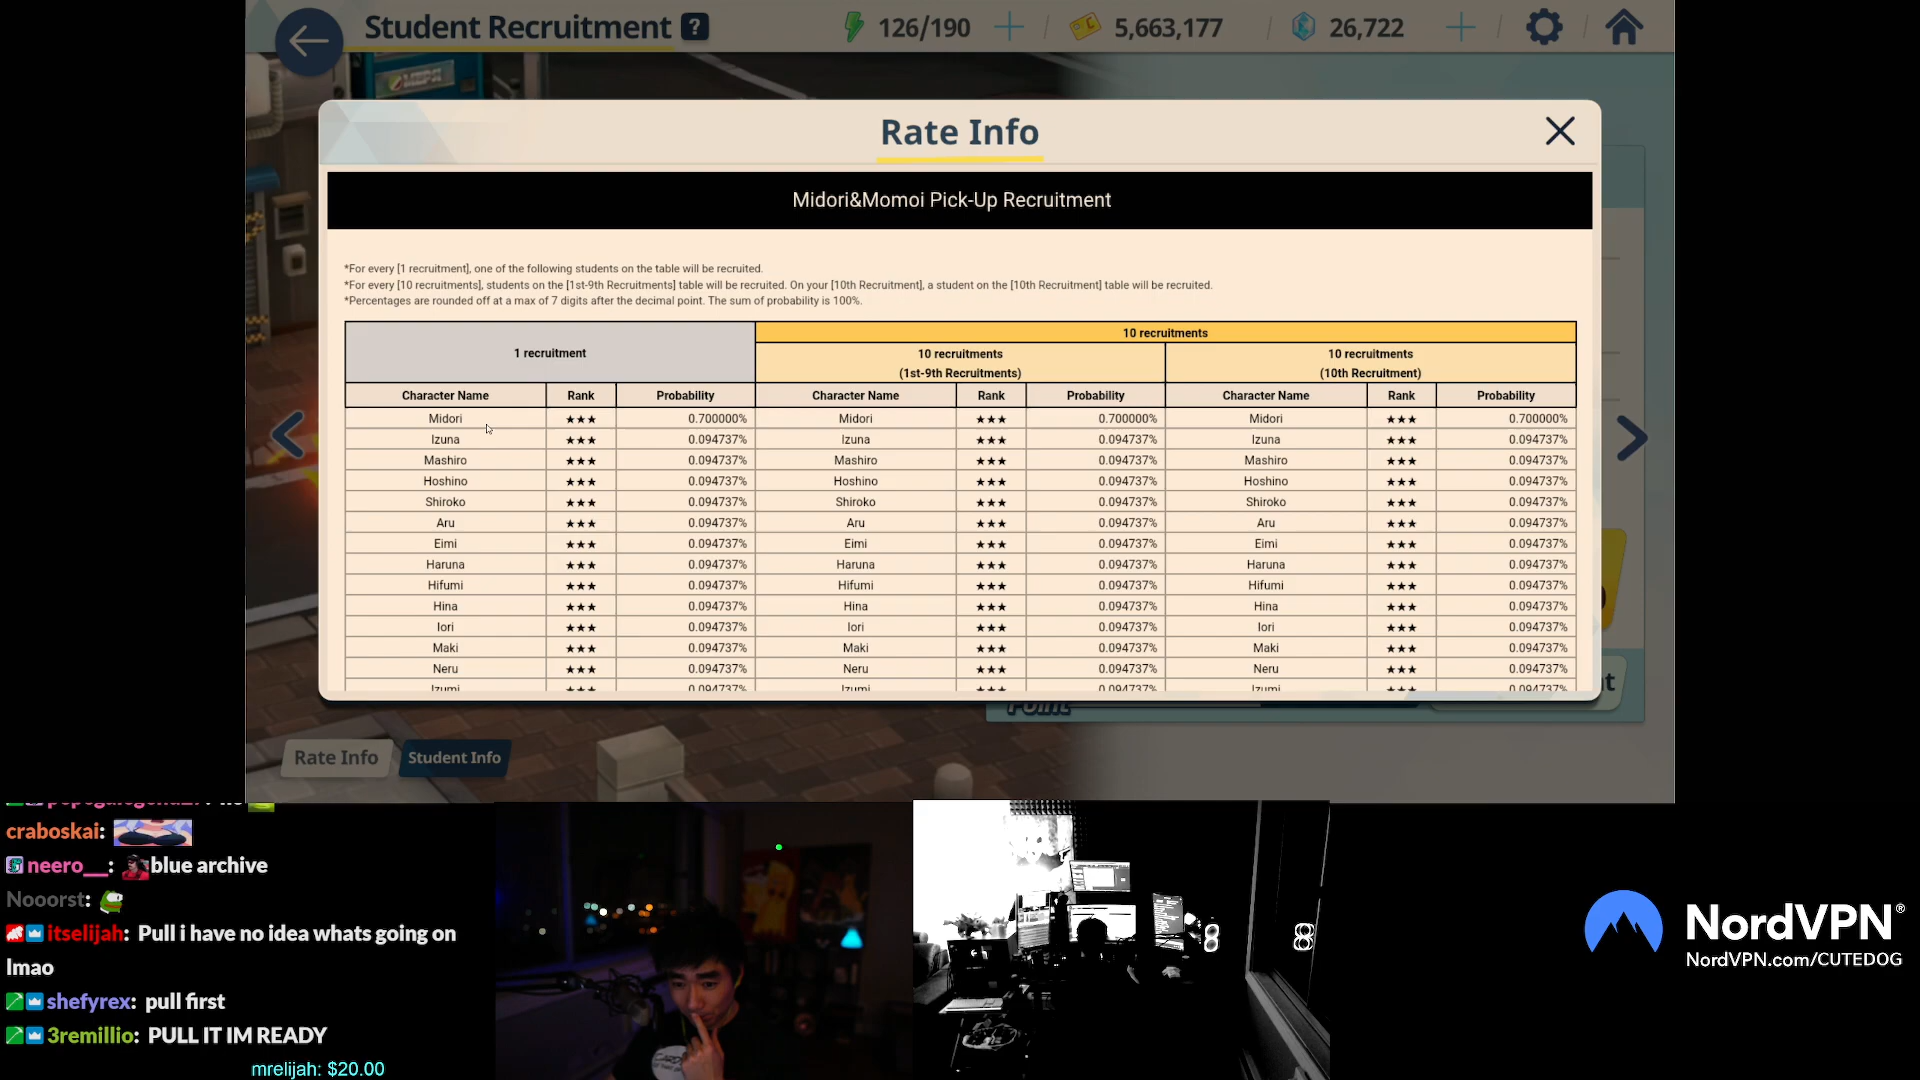 Student Recruitment ?
126/190
5,663,177
26,722
Rate Info
Midori&Momoi Pick-Up Recruitment
*For every [1 recruitment], one of the following students on the table will be recruited.
*For every [10 recruitments], students on the [1st-9th Recruitments] table will be recruited. On your [10th Recruitment], a student on the [10th Recruitment] table will be recruited.
*Percentages are rounded off at a max of 7 digits after the decimal point. The sum of probability is 100%.
1 recruitment
10 recruitments
10 recruitments
(1st-9th Recruitments)
10 recruitments
(10th Recruitment)
Character Name Rank Probability Character Name Rank Probability Character Name Rank Probability
Midori ★★★ 0.700000% Midori ★★★ 0.700000% Midori ★★★ 0.700000%
Izuna ★★★ 0.094737% Izuna ★★★ 0.094737% Izuna ★★★ 0.094737%
Mashiro ★★★ 0.094737% Mashiro ★★★ 0.094737% Mashiro ★★★ 0.094737%
Hoshino ★★★ 0.094737% Hoshino ★★★ 0.094737% Hoshino ★★★ 0.094737%
Shiroko ★★★ 0.094737% Shiroko ★★★ 0.094737% Shiroko ★★★ 0.094737%
Aru ★★★ 0.094737% Aru ★★★ 0.094737% Aru ★★★ 0.094737%
Eimi ★★★ 0.094737% Eimi ★★★ 0.094737% Eimi ★★★ 0.094737%
Haruna ★★★ 0.094737% Haruna ★★★ 0.094737% Haruna ★★★ 0.094737%
Hifumi ★★★ 0.094737% Hifumi ★★★ 0.094737% Hifumi ★★★ 0.094737%
Hina ★★★ 0.094737% Hina ★★★ 0.094737% Hina ★★★ 0.094737%
Iori ★★★ 0.094737% Iori ★★★ 0.094737% Iori ★★★ 0.094737%
Maki ★★★ 0.094737% Maki ★★★ 0.094737% Maki ★★★ 0.094737%
Neru ★★★ 0.094737% Neru ★★★ 0.094737% Neru ★★★ 0.094737%
Izumi ★★★ 0.094737% Izumi ★★★ 0.094737% Izumi ★★★ 0.094737%
Point
Rate Info
Student Info
craboskai:
neero__: blue archive
Nooorst:
itselijah: Pull i have no idea whats going on
lmao
shefyrex: pull first
3remillio: PULL IT IM READY
mrelijah: $20.00
NordVPN®
NordVPN.com/CUTEDOG